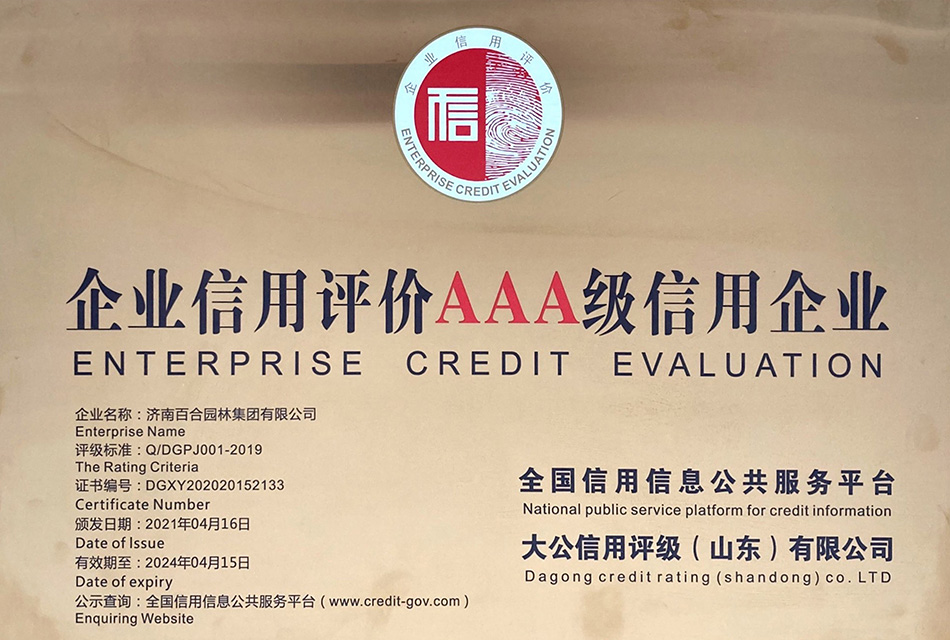 企业信用评价
信
ENTERPRISE CREDIT EVALUATION
企业信用评价AAA级信用企业
ENTERPRISE CREDIT EVALUATION
企业名称：济南百合园林集团有限公司
Enterprise Name
评级标准：Q/DGPJ001-2019
The Rating Criteria
证书编号：DGXY202020152133
Certificate Number
颁发日期：2021年04月16日
Date of Issue
有效期至：2024年04月15日
Date of expiry
公示查询：全国信用信息公共服务平台（www.credit-gov.com）
Enquiring Website
全国信用信息公共服务平台
National public service platform for credit information
大公信用评级（山东）有限公司
Dagong credit rating (shandong) co. LTD